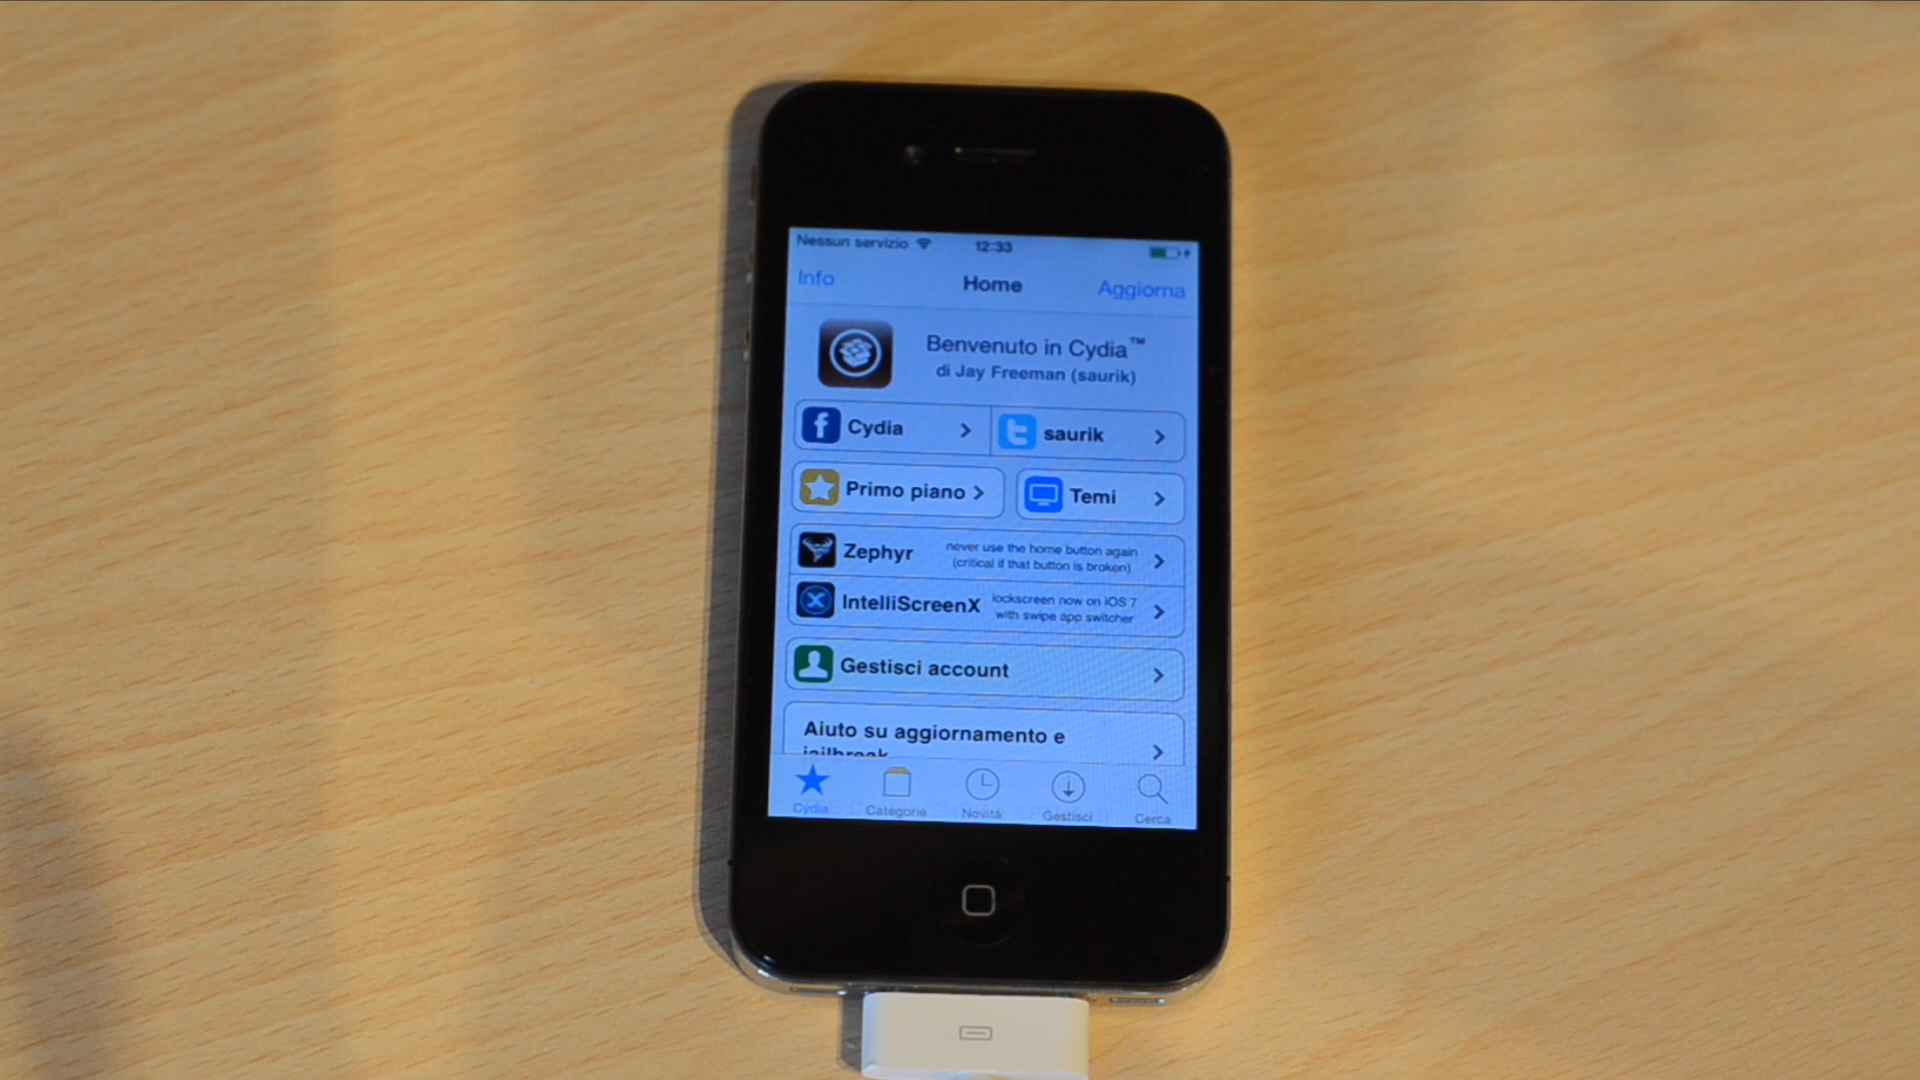 Nessun servizio 12:33
Info Home Aggiorna
Benvenuto in Cydia™
di Jay Freeman (saurik)
Cydia saurik
Primo piano Temi
Zephyr never use the home button again
(critical if that button is broken)
IntelliScreenX lockscreen now on iOS 7
with swipe app switcher
Gestisci account
Aiuto su aggiornamento e
jailbreak
Cydia Categorie Novità Gestisci Cerca